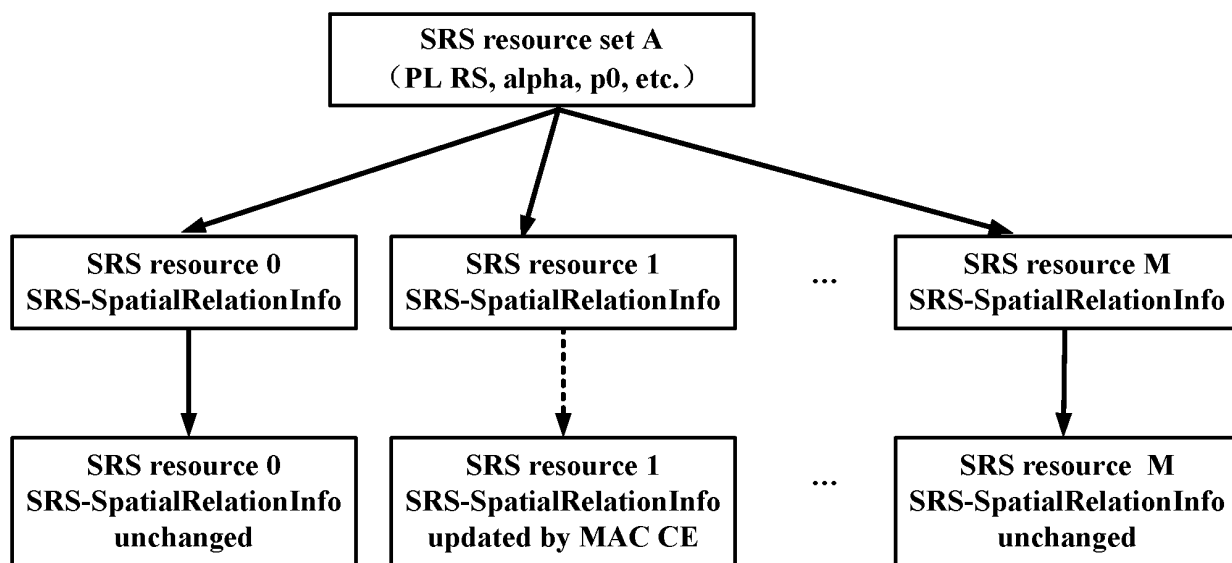 SRS resource set A
（PL RS, alpha, p0, etc.）
SRS resource 0
SRS-SpatialRelationInfo
SRS resource 1
SRS-SpatialRelationInfo
...
SRS resource M
SRS-SpatialRelationInfo
SRS resource 0
SRS-SpatialRelationInfo
unchanged
SRS resource 1
SRS-SpatialRelationInfo
updated by MAC CE
...
SRS resource  M
SRS-SpatialRelationInfo
unchanged